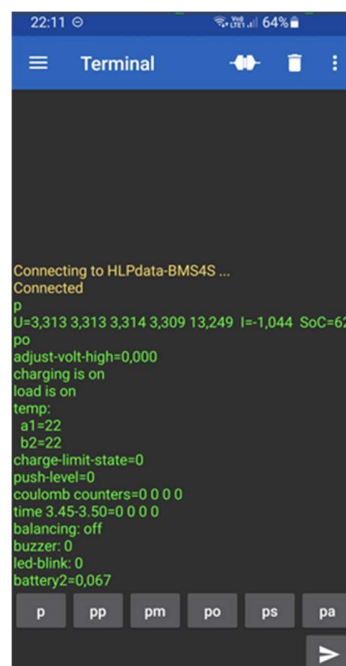 22:11 64%
Terminal
Connecting to HLPdata-BMS4S ...
Connected
p
U=3,313 3,313 3,314 3,309 13,249 I=-1,044 SoC=62
po
adjust-volt-high=0,000
charging is on
load is on
temp:
a1=22
b2=22
charge-limit-state=0
push-level=0
coulomb counters=0 0 0 0
time 3.45-3.50=0 0 0 0
balancing: off
buzzer: 0
led-blink: 0
battery2=0,067
p pp pm po ps pa